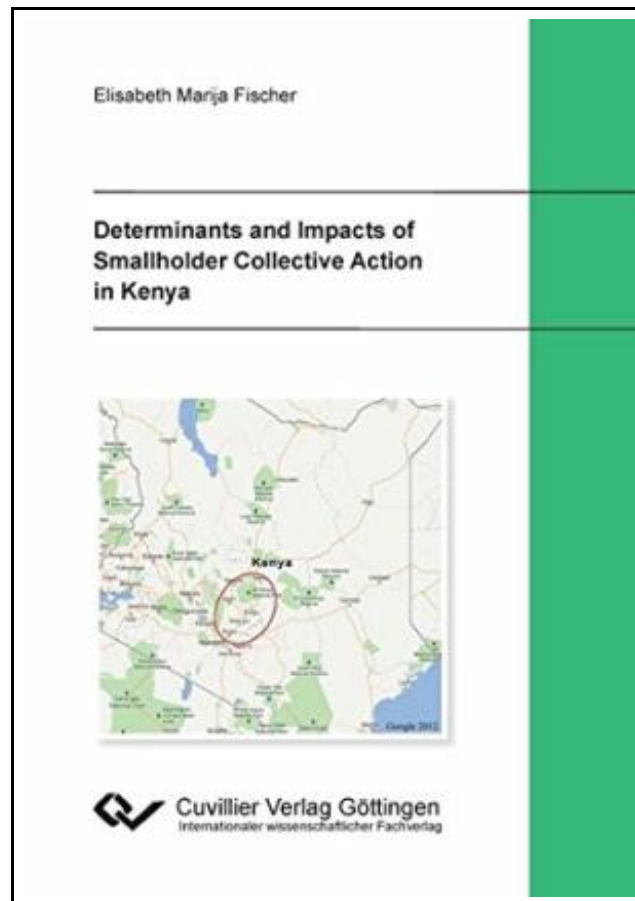 Elisabeth Marija Fischer
Determinants and Impacts of
Smallholder Collective Action
in Kenya
Kenya
Google 2012
Cuvillier Verlag Göttingen
Internationaler wissenschaftlicher Fachverlag